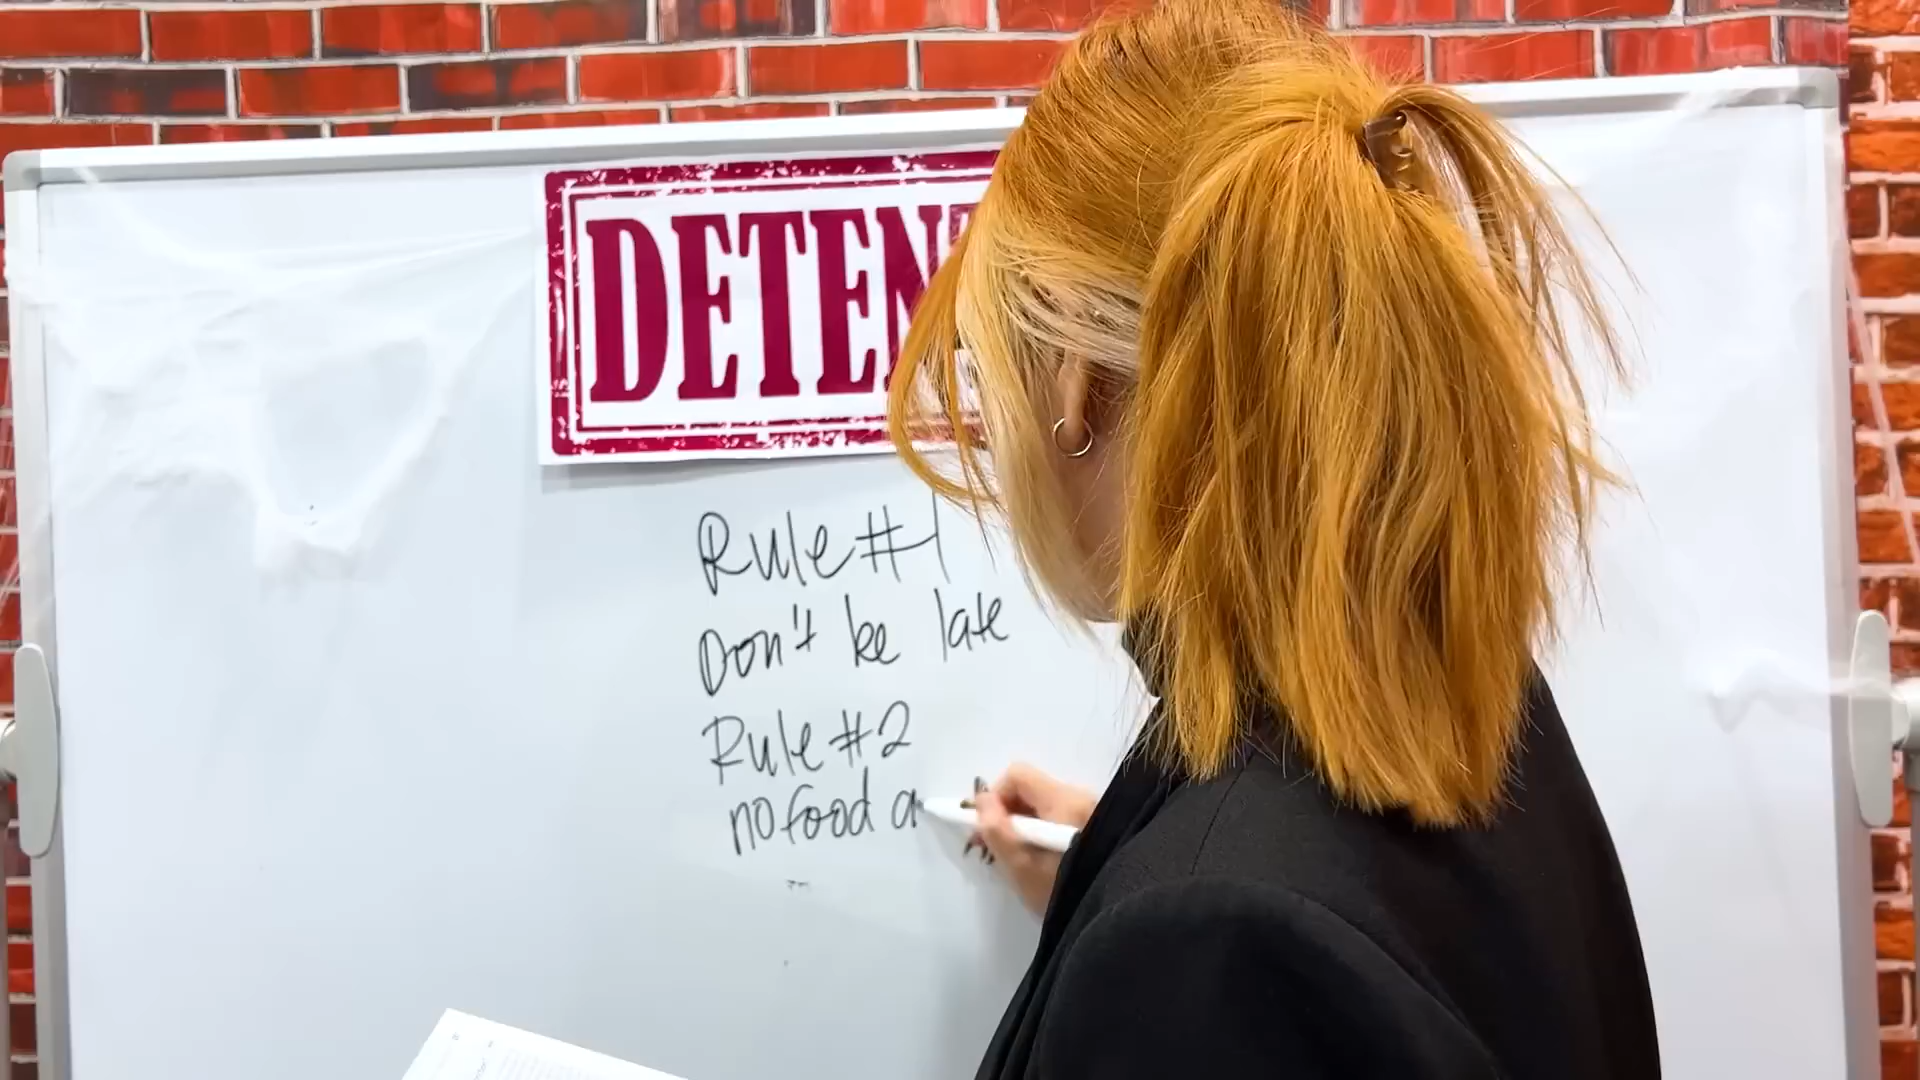 DETEN
Rule #1
Don't be late
Rule #2
no food a